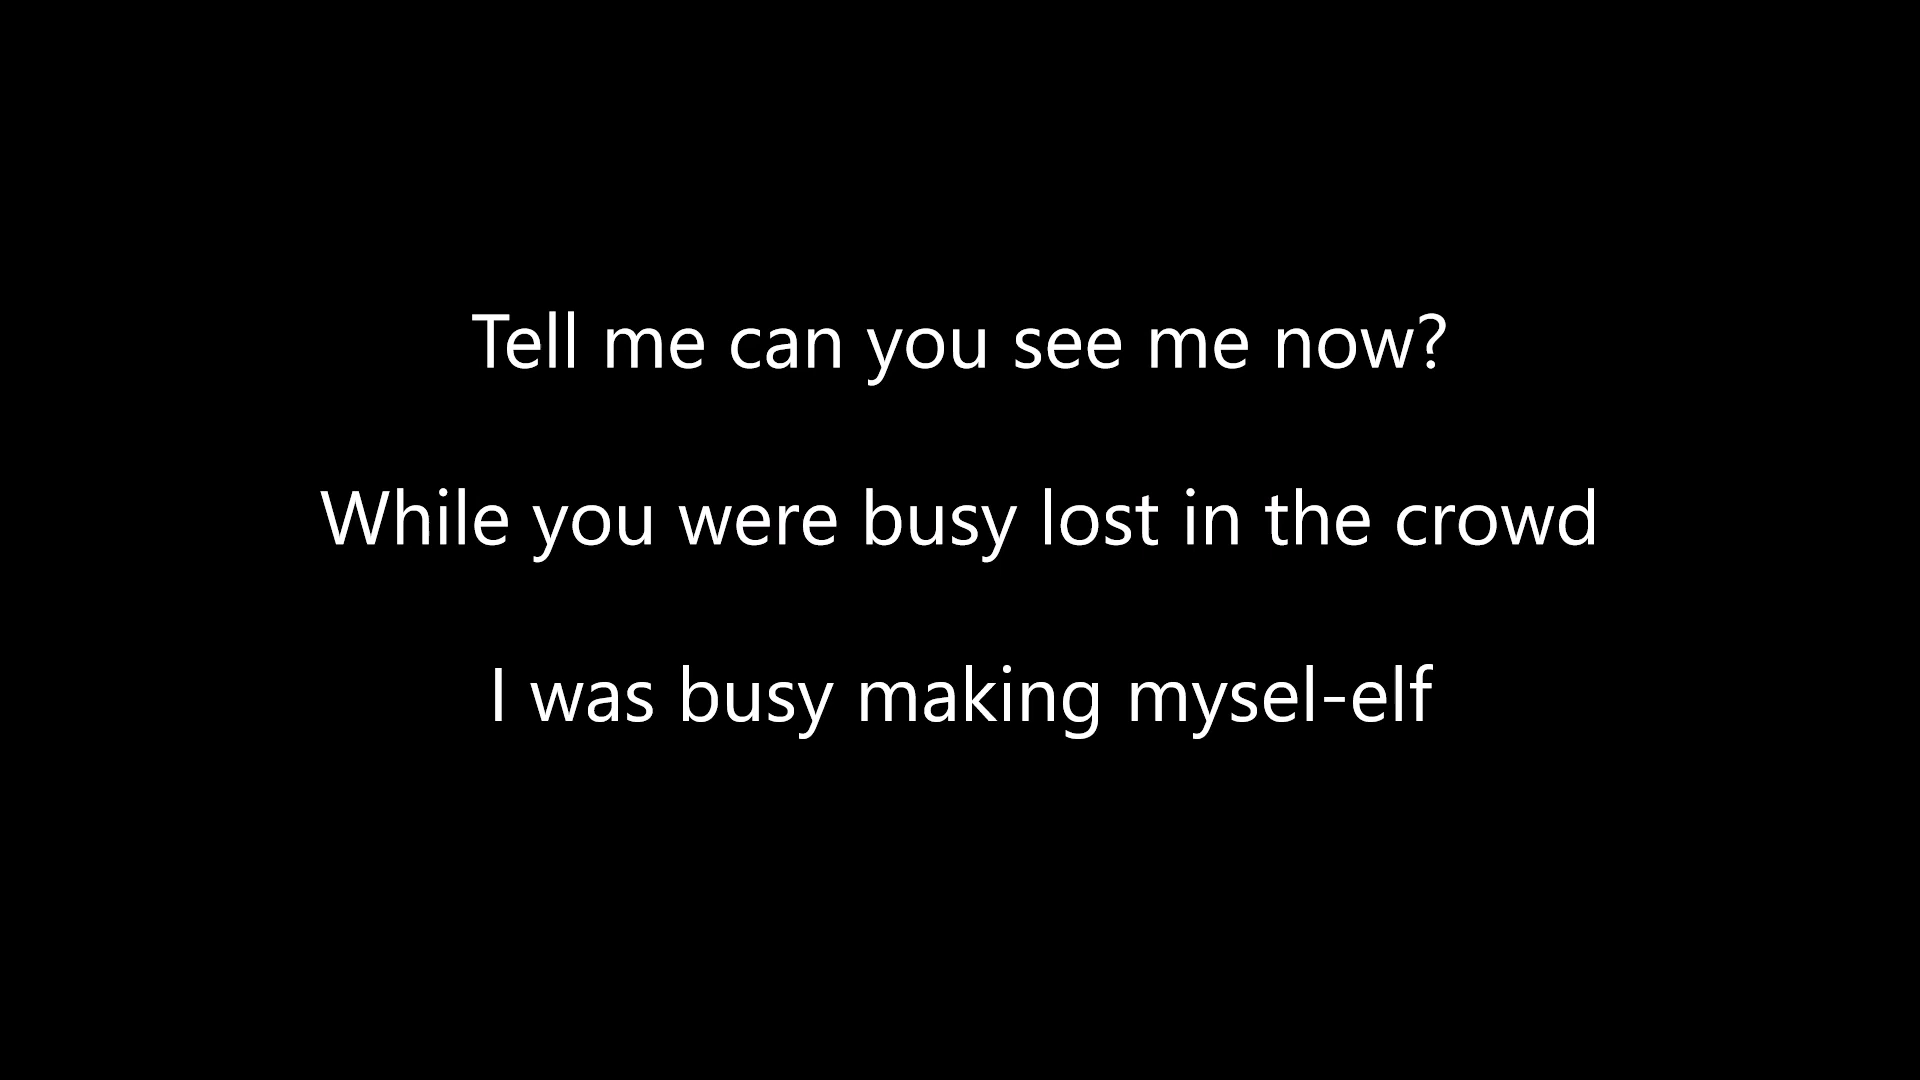 Tell me can you see me now?
While you were busy lost in the crowd
I was busy making mysel-elf